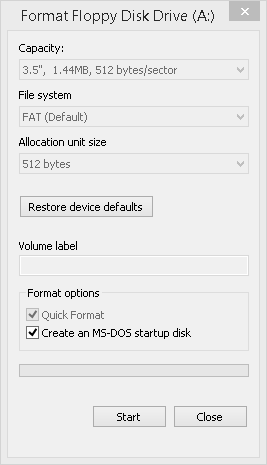 Format Floppy Disk Drive (A:)
Capacity:
3.5", 1.44MB, 512 bytes/sector
File system
FAT (Default)
Allocation unit size
512 bytes
Restore device defaults
Volume label
Format options
Quick Format
Create an MS-DOS startup disk
Start Close